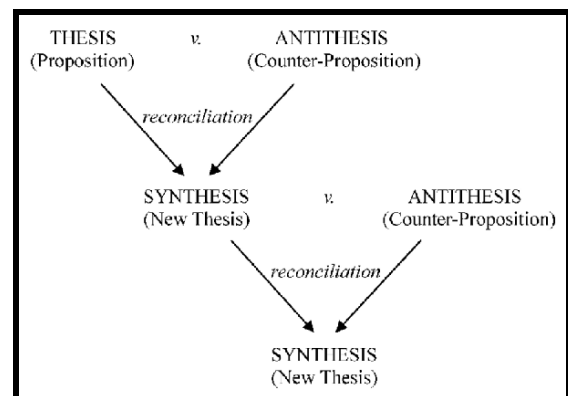 THESIS v. ANTITHESIS
(Proposition) (Counter-Proposition)
reconciliation
SYNTHESIS v. ANTITHESIS
(New Thesis) (Counter-Proposition)
reconciliation
SYNTHESIS
(New Thesis)